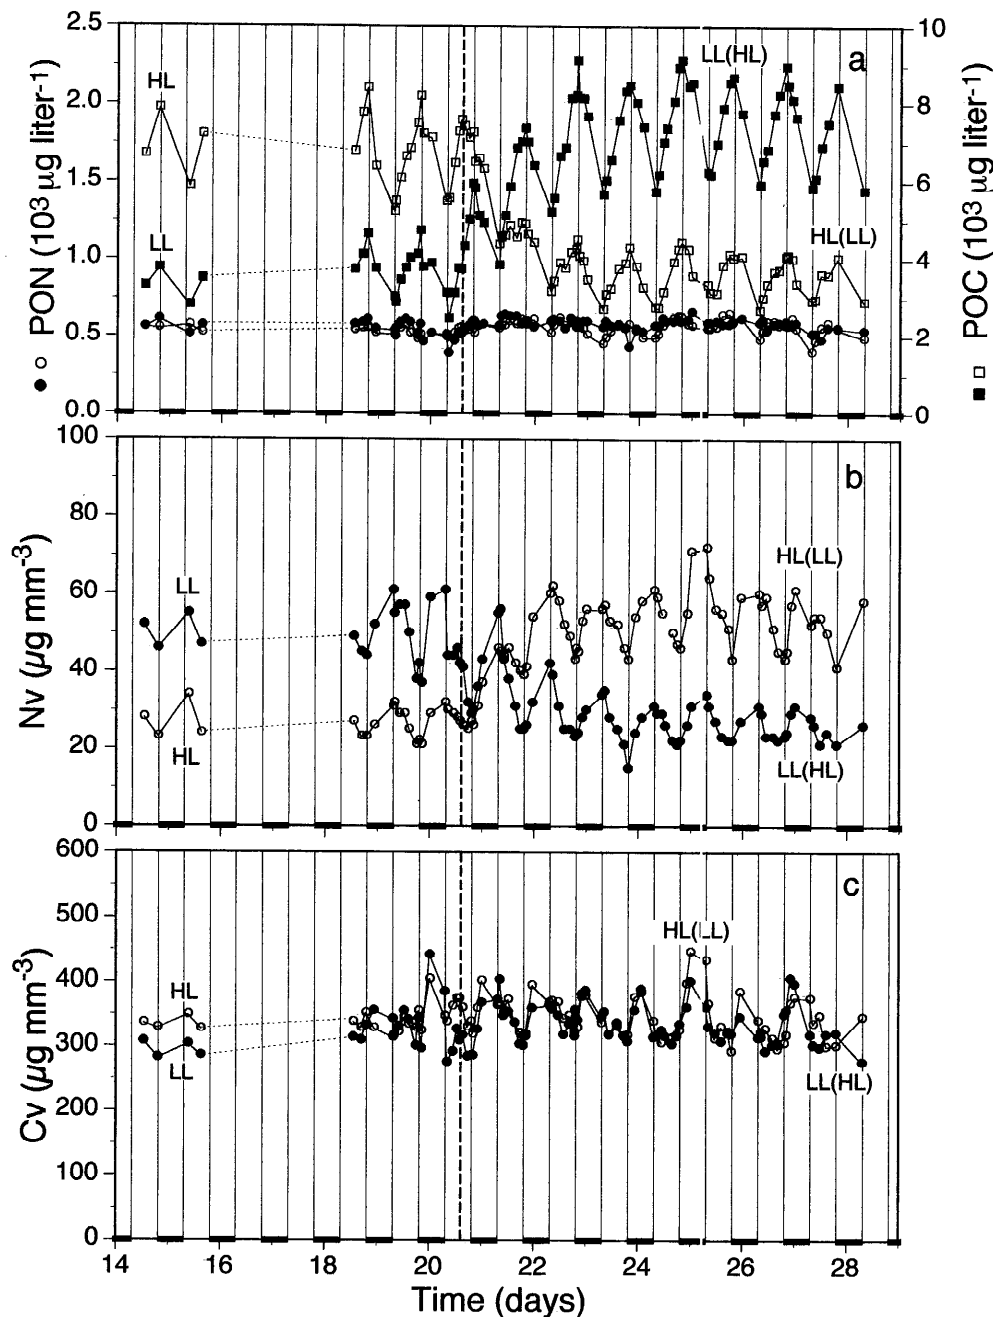 2.5
2.0
1.5
1.0
0.5
0.0
● ○ PON (10³ µg liter⁻¹)
10
8
6
4
2
0
■ □ POC (10³ µg liter⁻¹)
a
HL
LL
LL(HL)
HL(LL)
100
80
60
40
20
0
Nv (µg mm⁻³)
b
LL
HL
HL(LL)
LL(HL)
600
500
400
300
200
100
0
Cv (µg mm⁻³)
c
HL
LL
HL(LL)
LL(HL)
14 16 18 20 22 24 26 28
Time (days)